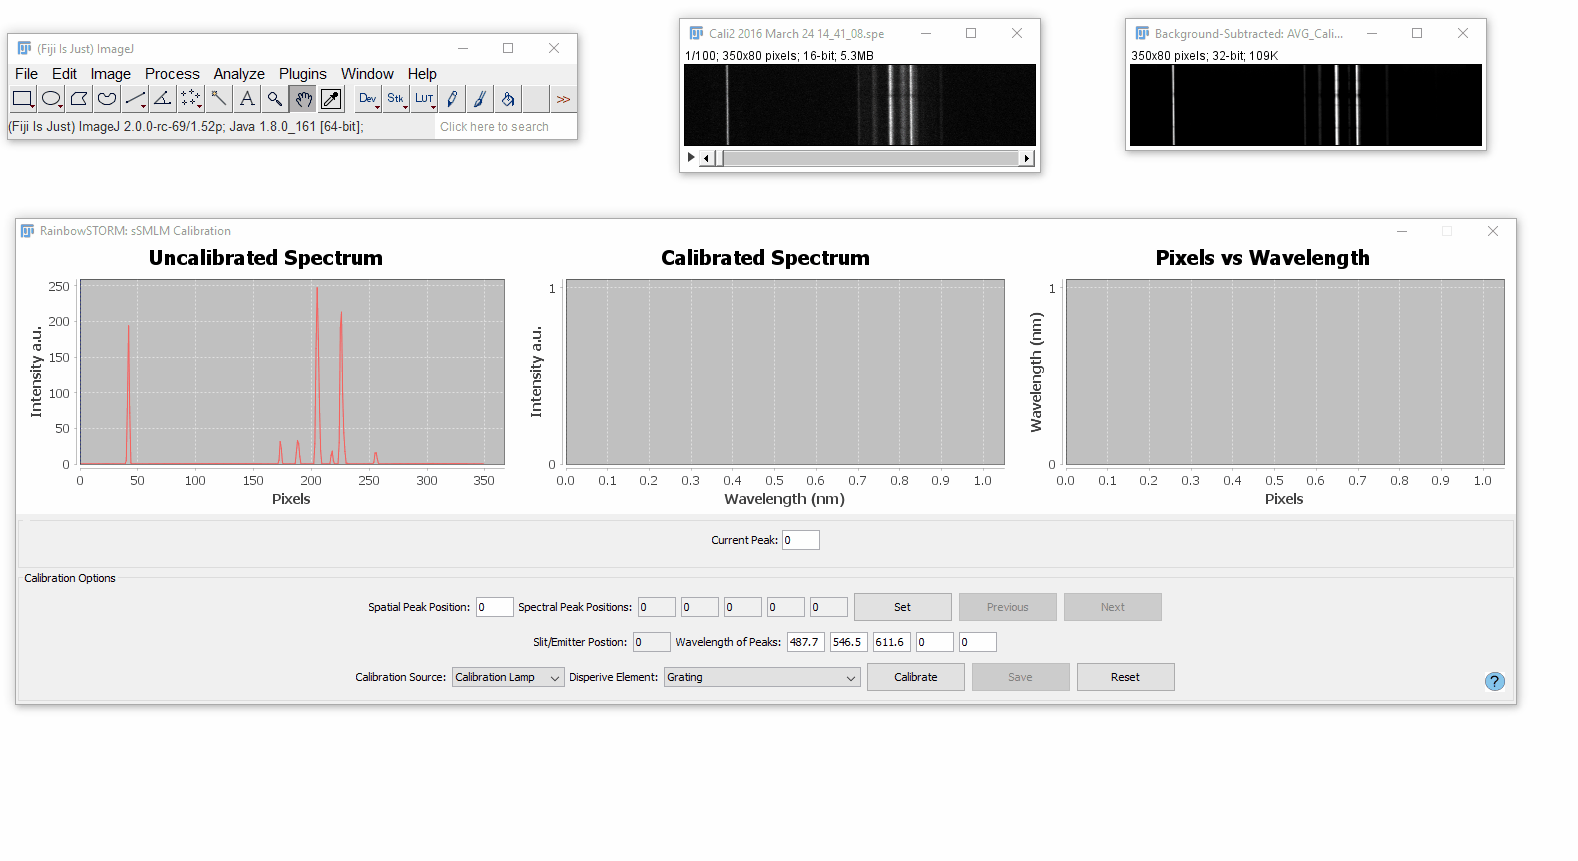 (Fiji Is Just) ImageJ
File Edit Image Process Analyze Plugins Window Help
A Dev Stk LUT >>
(Fiji Is Just) ImageJ 2.0.0-rc-69/1.52p; Java 1.8.0_161 [64-bit]; Click here to search
Cali2 2016 March 24 14_41_08.spe
1/100; 350x80 pixels; 16-bit; 5.3MB
Background-Subtracted: AVG_Cali...
350x80 pixels; 32-bit; 109K
RainbowSTORM: sSMLM Calibration
Uncalibrated Spectrum
Intensity a.u.
250
200
150
100
50
0
0 50 100 150 200 250 300 350
Pixels
Calibrated Spectrum
Intensity a.u.
1
0
0.0 0.1 0.2 0.3 0.4 0.5 0.6 0.7 0.8 0.9 1.0
Wavelength (nm)
Pixels vs Wavelength
Wavelength (nm)
1
0
0.0 0.1 0.2 0.3 0.4 0.5 0.6 0.7 0.8 0.9 1.0
Pixels
Current Peak: 0
Calibration Options
Spatial Peak Position: 0 Spectral Peak Positions: 0 0 0 0 0 Set Previous Next
Slit/Emitter Postion: 0 Wavelength of Peaks: 487.7 546.5 611.6 0 0
Calibration Source: Calibration Lamp Disperive Element: Grating Calibrate Save Reset
?